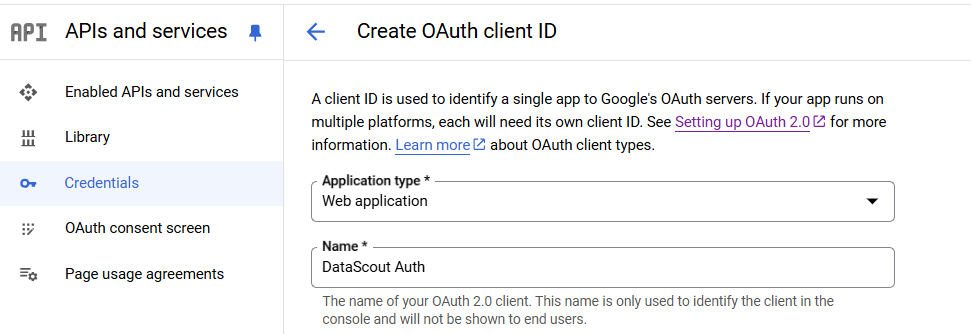 API APIs and services
Create OAuth client ID
Enabled APIs and services
Library
Credentials
OAuth consent screen
Page usage agreements
A client ID is used to identify a single app to Google's OAuth servers. If your app runs on
multiple platforms, each will need its own client ID. See Setting up OAuth 2.0 for more
information. Learn more about OAuth client types.
Application type *
Web application
Name *
DataScout Auth
The name of your OAuth 2.0 client. This name is only used to identify the client in the
console and will not be shown to end users.